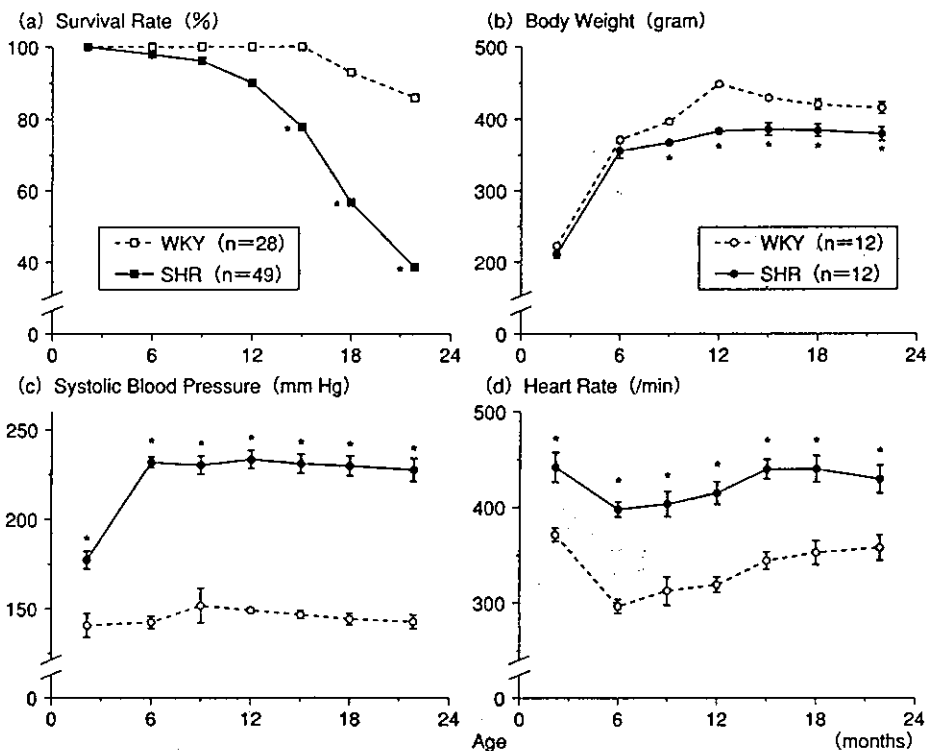 (a) Survival Rate (%)
100
80
60
40
0
0 6 12 18 24
WKY (n=28)
SHR (n=49)
* * *
(b) Body Weight (gram)
500
400
300
200
0
0 6 12 18 24
WKY (n=12)
SHR (n=12)
* * * * *
(c) Systolic Blood Pressure (mm Hg)
250
200
150
0
0 6 12 18 24
* * * * * * *
(d) Heart Rate (/min)
500
400
300
0
0 6 12 18 24
* * * * * * *
Age (months)